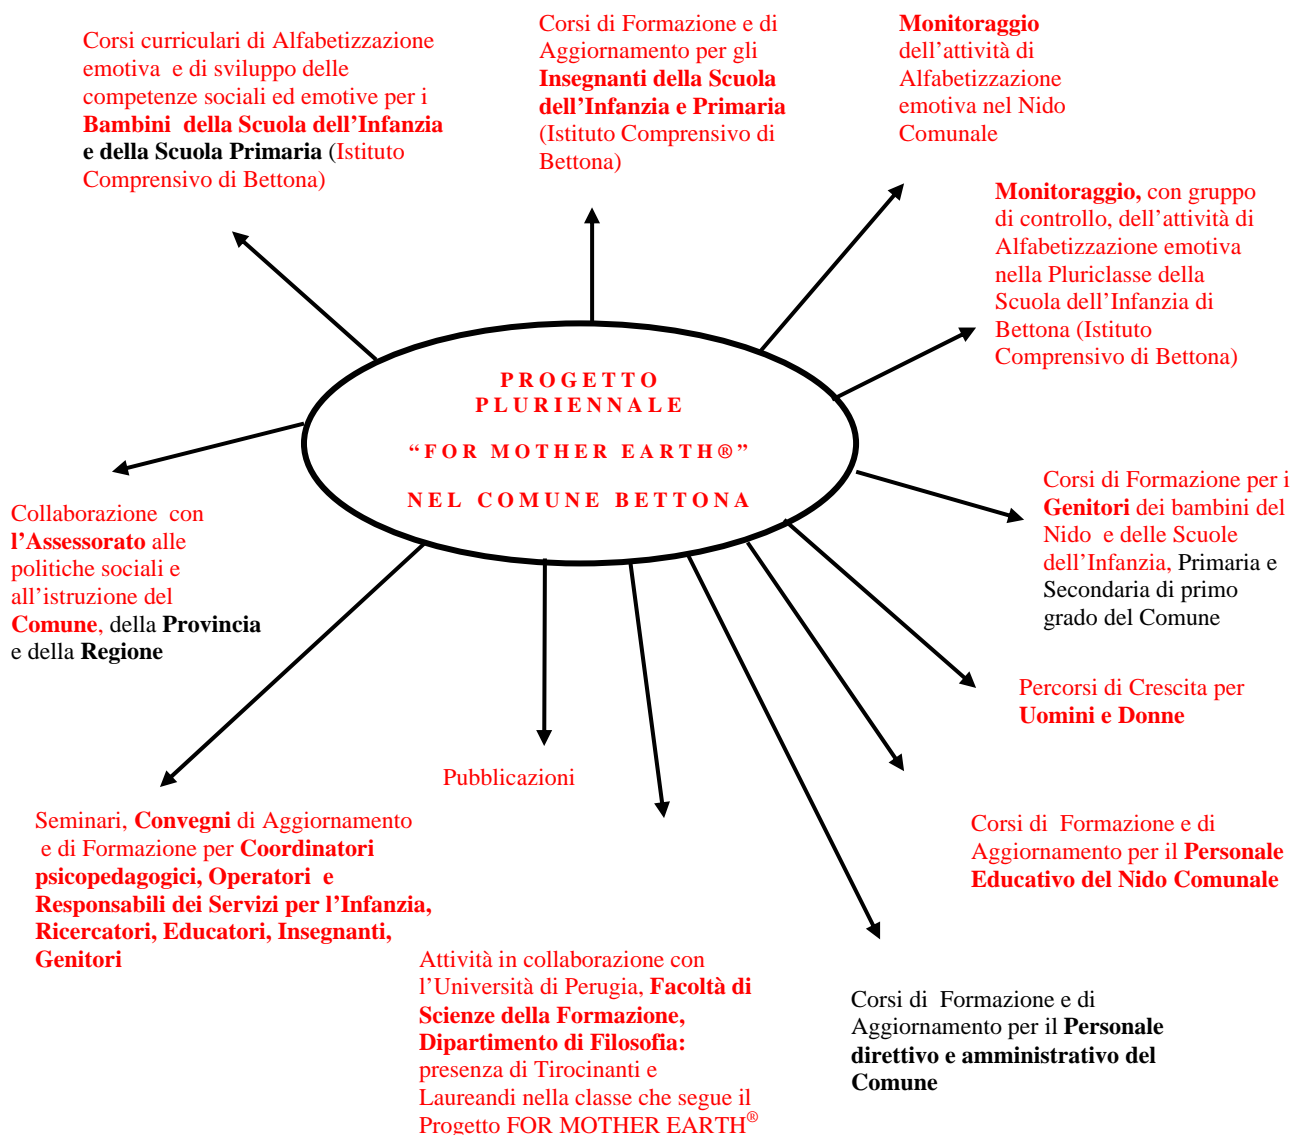 Corsi curriculari di Alfabetizzazione
emotiva e di sviluppo delle
competenze sociali ed emotive per i
Bambini della Scuola dell’Infanzia
e della Scuola Primaria (Istituto
Comprensivo di Bettona)
Corsi di Formazione e di
Aggiornamento per gli
Insegnanti della Scuola
dell’Infanzia e Primaria
(Istituto Comprensivo di
Bettona)
Monitoraggio
dell’attività di
Alfabetizzazione
emotiva nel Nido
Comunale
Monitoraggio, con gruppo
di controllo, dell’attività di
Alfabetizzazione emotiva
nella Pluriclasse della
Scuola dell’Infanzia di
Bettona (Istituto
Comprensivo di Bettona)
PROGETTO
PLURIENNALE
“FOR MOTHER EARTH®”
NEL COMUNE BETTONA
Corsi di Formazione per i
Genitori dei bambini del
Nido e delle Scuole
dell’Infanzia, Primaria e
Secondaria di primo
grado del Comune
Collaborazione con
l’Assessorato alle
politiche sociali e
all’istruzione del
Comune, della Provincia
e della Regione
Percorsi di Crescita per
Uomini e Donne
Pubblicazioni
Seminari, Convegni di Aggiornamento
e di Formazione per Coordinatori
psicopedagogici, Operatori e
Responsabili dei Servizi per l’Infanzia,
Ricercatori, Educatori, Insegnanti,
Genitori
Corsi di Formazione e di
Aggiornamento per il Personale
Educativo del Nido Comunale
Attività in collaborazione con
l’Università di Perugia, Facoltà di
Scienze della Formazione,
Dipartimento di Filosofia:
presenza di Tirocinanti e
Laureandi nella classe che segue il
Progetto FOR MOTHER EARTH®
Corsi di Formazione e di
Aggiornamento per il Personale
direttivo e amministrativo del
Comune